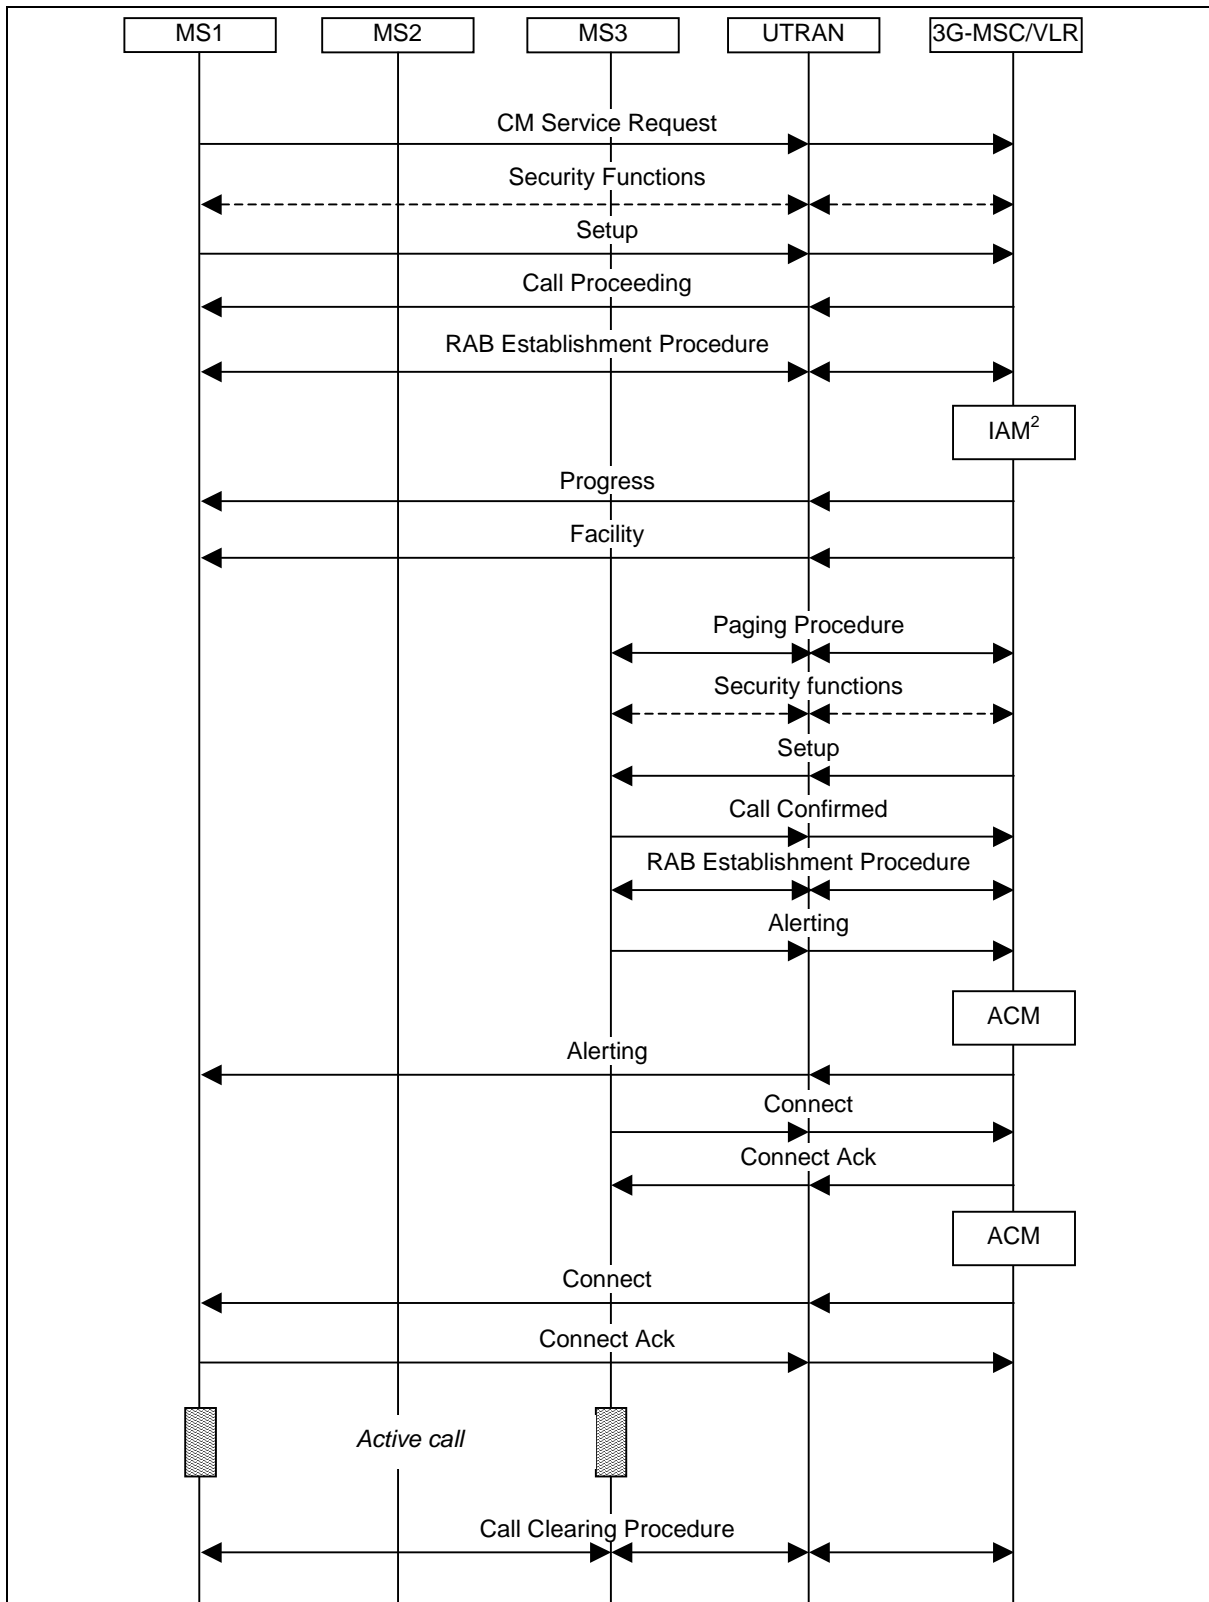 MS1 MS2 MS3 UTRAN 3G-MSC/VLR
CM Service Request
Security Functions
Setup
Call Proceeding
RAB Establishment Procedure
IAM²
Progress
Facility
Paging Procedure
Security functions
Setup
Call Confirmed
RAB Establishment Procedure
Alerting
ACM
Alerting
Connect
Connect Ack
ACM
Connect
Connect Ack
Active call
Call Clearing Procedure